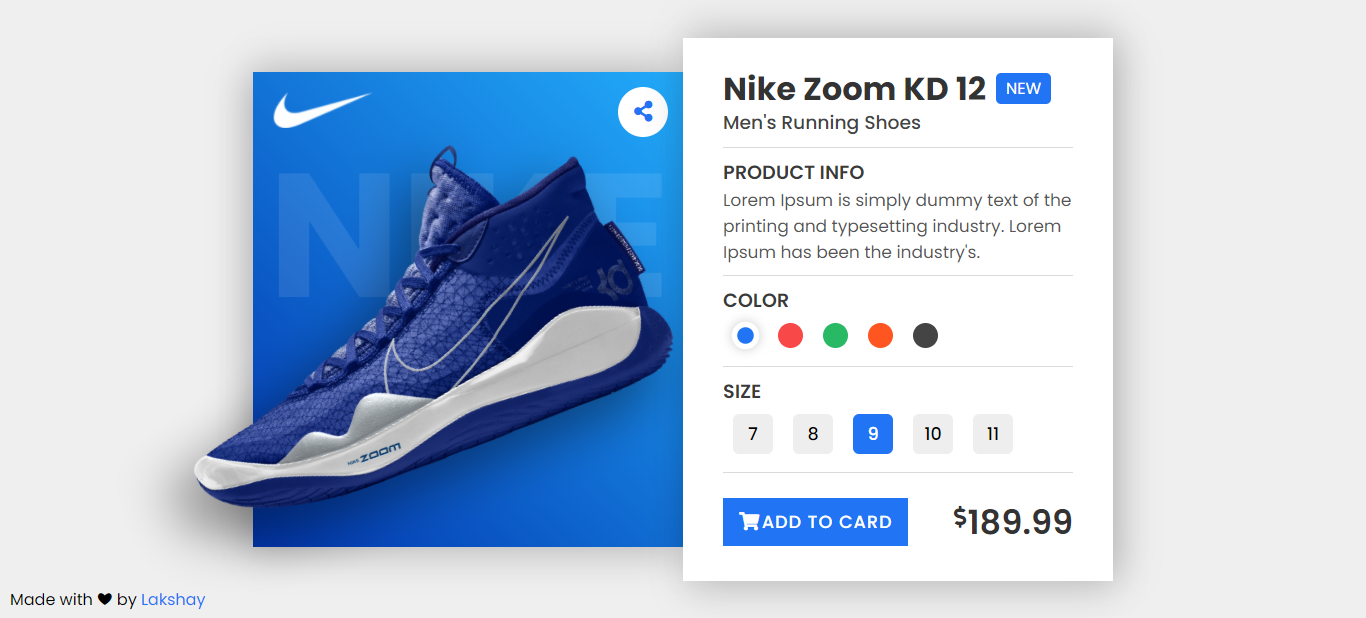 NIKE
NIKE ZOOM
Nike Zoom KD 12 NEW
Men's Running Shoes
PRODUCT INFO
Lorem Ipsum is simply dummy text of the
printing and typesetting industry. Lorem
Ipsum has been the industry's.
COLOR
SIZE
7 8 9 10 11
ADD TO CARD $189.99
Made with ♥ by Lakshay